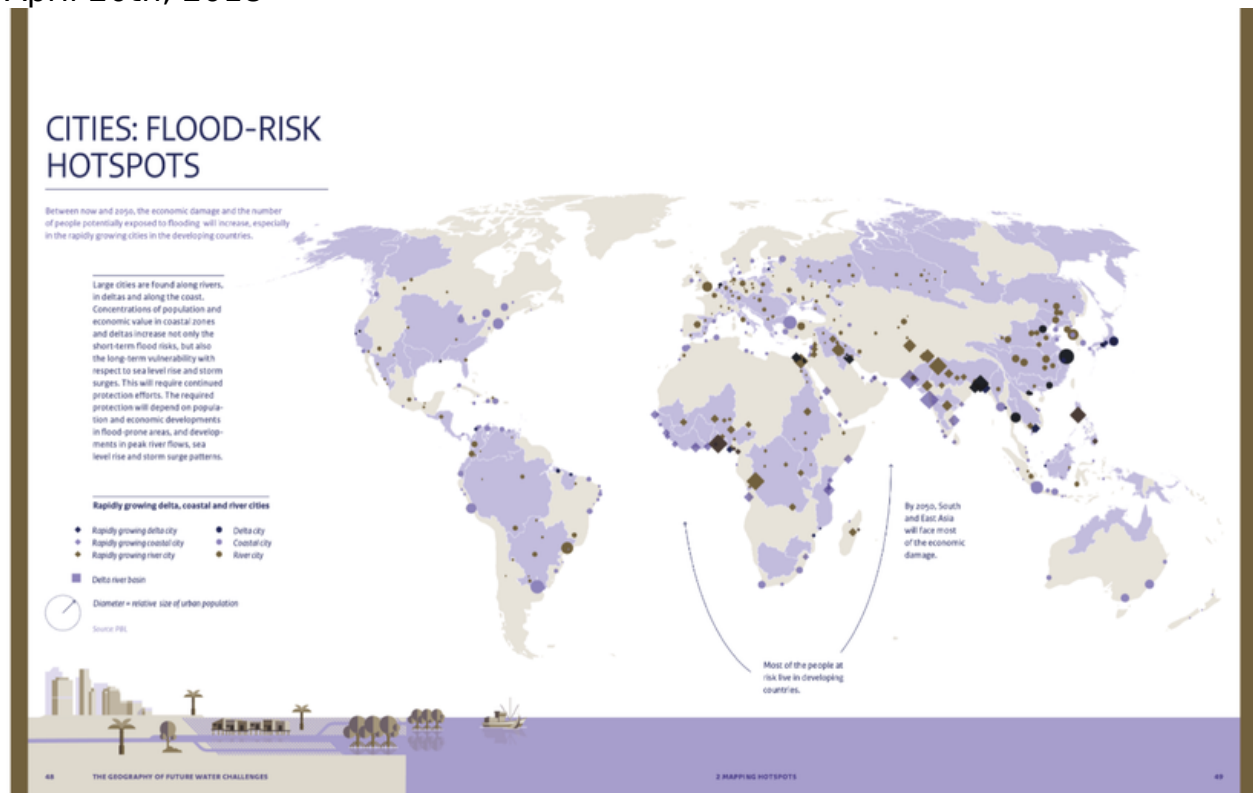 CITIES: FLOOD-RISK
HOTSPOTS
Between now and 2050, the economic damage and the number
of people potentially exposed to flooding will increase, especially
in the rapidly growing cities in the developing countries.
Large cities are found along rivers,
in deltas and along the coast.
Concentrations of population and
economic value in coastal zones
and deltas increase not only the
short-term flood risks, but also
the long-term vulnerability with
respect to sea level rise and storm
surges. This will require continued
protection efforts. The required
protection will depend on popula-
tion and economic developments
in flood-prone areas, and develop-
ments in peak river flows, sea
level rise and storm surge patterns.
Rapidly growing delta, coastal and river cities
Rapidly growing delta city
Rapidly growing coastal city
Rapidly growing river city
Delta city
Coastal city
River city
Delta river basin
Diameter = relative size of urban population
Source: PBL
By 2050, South
and East Asia
will face most
of the economic
damage.
Most of the people at
risk live in developing
countries.
48 THE GEOGRAPHY OF FUTURE WATER CHALLENGES
2 MAPPING HOTSPOTS
49